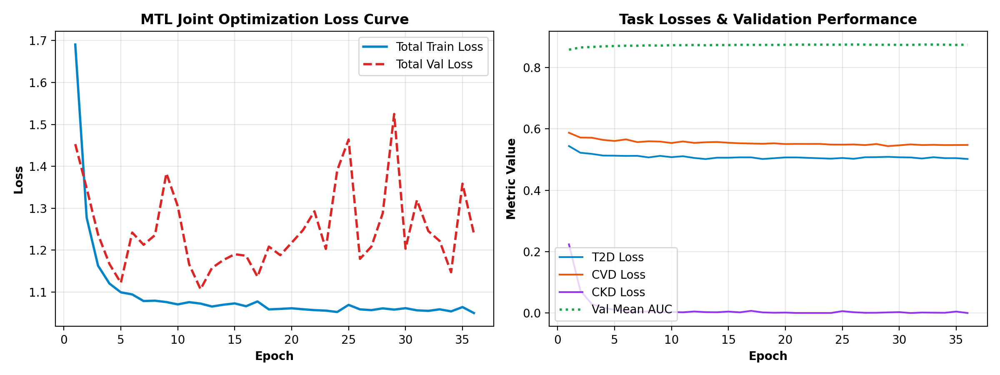 MTL Joint Optimization Loss Curve
1.7
1.6
1.5
1.4
1.3
1.2
1.1
Loss
Total Train Loss
Total Val Loss
0 5 10 15 20 25 30 35
Epoch
Task Losses & Validation Performance
0.8
0.6
0.4
0.2
0.0
Metric Value
T2D Loss
CVD Loss
CKD Loss
Val Mean AUC
0 5 10 15 20 25 30 35
Epoch